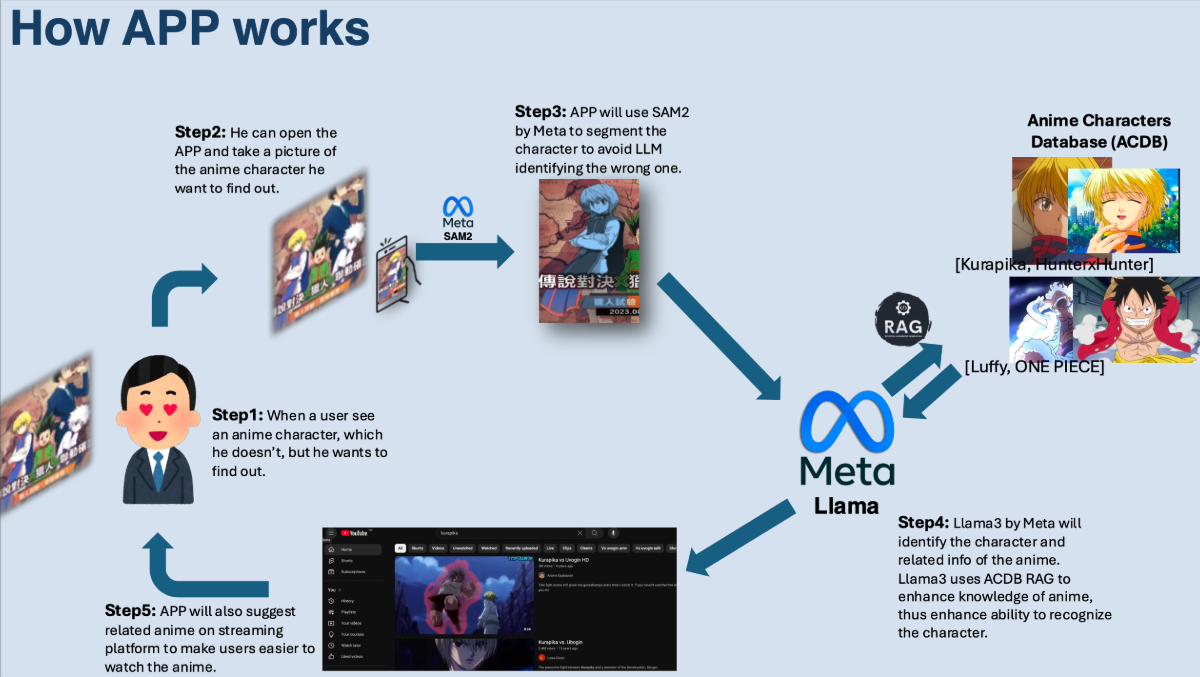 How APP works
Step2: He can open the
APP and take a picture of
the anime character he
want to find out.
Step3: APP will use SAM2
by Meta to segment the
character to avoid LLM
identifying the wrong one.
Anime Characters
Database (ACDB)
Meta
SAM2
傳說對決
獵人試驗
2023.0
[Kurapika, HunterxHunter]
RAG
[Luffy, ONE PIECE]
Step1: When a user see
an anime character, which
he doesn't, but he wants to
find out.
Meta
Llama
Step4: Llama3 by Meta will
identify the character and
related info of the anime.
Llama3 uses ACDB RAG to
enhance knowledge of anime,
thus enhance ability to recognize
the character.
YouTube
kurapika
Home
Shorts
Subscriptions
You
History
Playlists
Your videos
Your courses
Watch later
Liked videos
All Shorts Videos Unwatched Watched Recently uploaded Live
Kurapika vs Uvogin HD
8:24
Kurapika vs. Ubogin
Step5: APP will also suggest
related anime on streaming
platform to make users easier to
watch the anime.